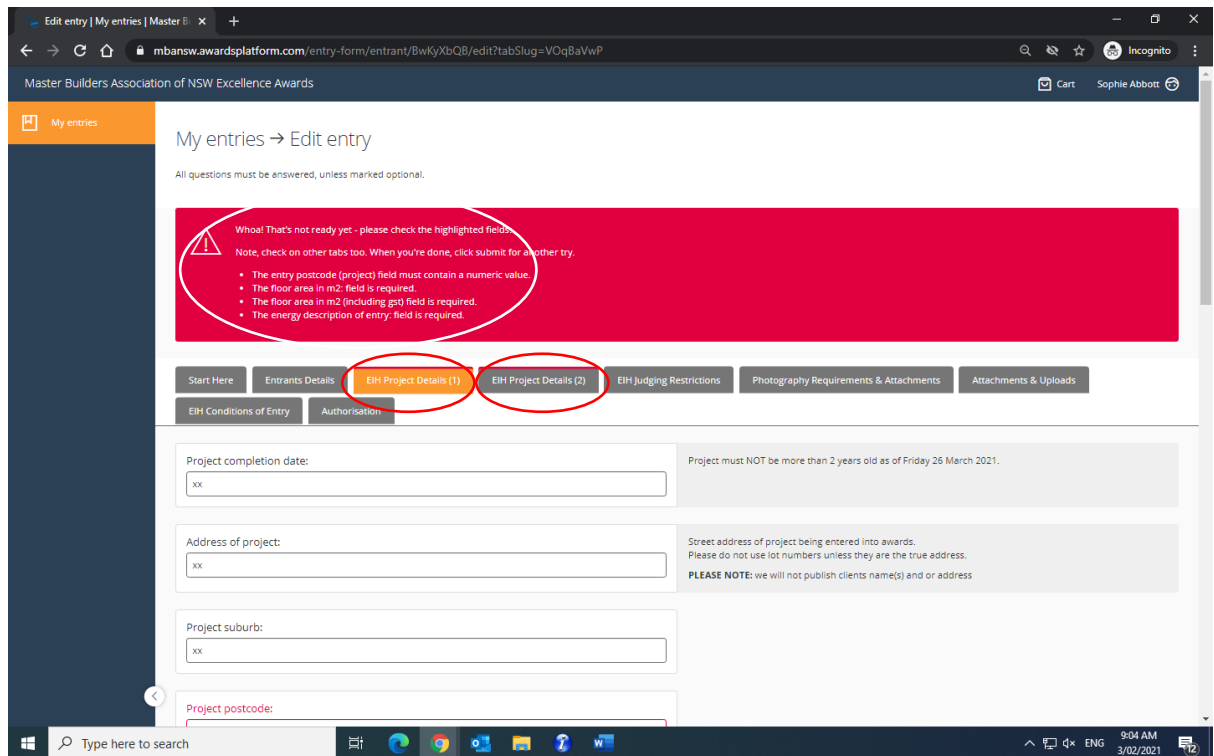 Edit entry | My entries | Master B
mbansw.awardsplatform.com/entry-form/entrant/BwKyXbQB/edit?tabSlug=VOqBaVwP
Incognito
Master Builders Association of NSW Excellence Awards
Cart
Sophie Abbott
My entries
My entries → Edit entry
All questions must be answered, unless marked optional.
Whoa! That's not ready yet - please check the highlighted fields.
Note, check on other tabs too. When you're done, click submit for another try.
• The entry postcode (project) field must contain a numeric value.
• The floor area in m2: field is required.
• The floor area in m2 (including gst) field is required.
• The energy description of entry: field is required.
Start Here
Entrants Details
EIH Project Details (1)
EIH Project Details (2)
EIH Judging Restrictions
Photography Requirements & Attachments
Attachments & Uploads
EIH Conditions of Entry
Authorisation
Project completion date:
xx
Project must NOT be more than 2 years old as of Friday 26 March 2021.
Address of project:
xx
Street address of project being entered into awards.
Please do not use lot numbers unless they are the true address.
PLEASE NOTE: we will not publish clients name(s) and or address
Project suburb:
xx
Project postcode:
Type here to search
ENG
9:04 AM
3/02/2021
12